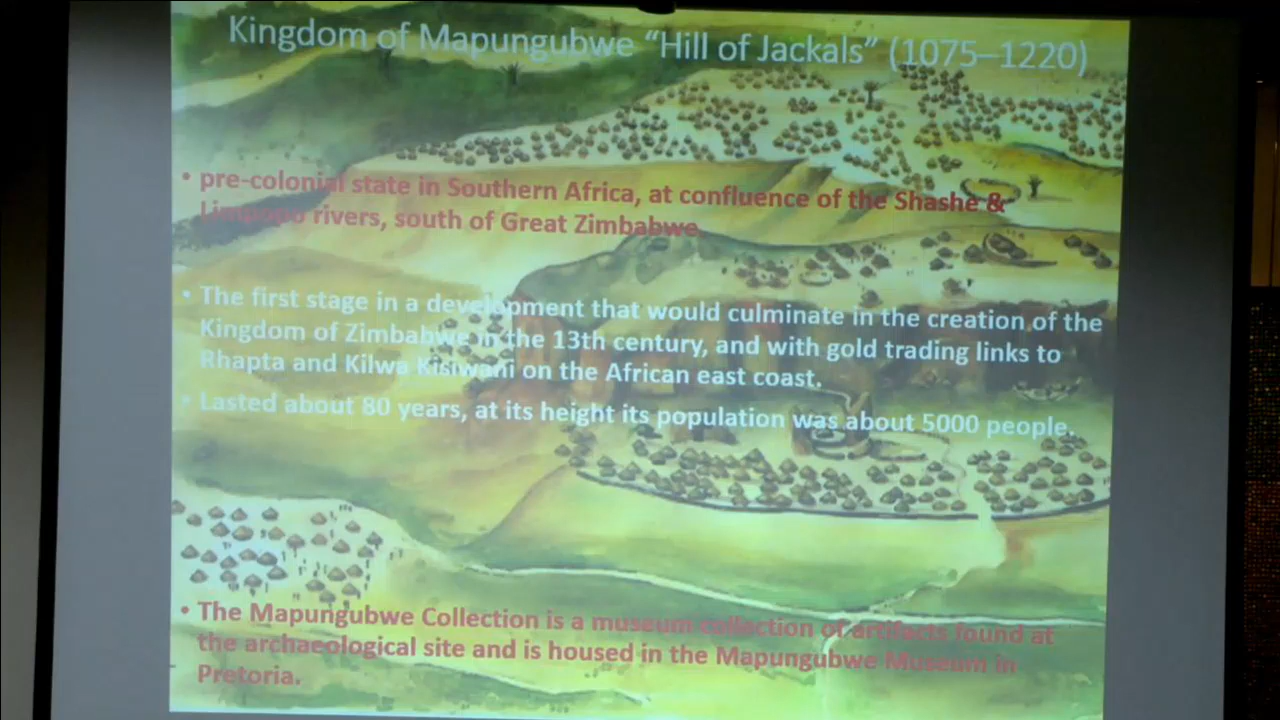 Kingdom of Mapungubwe “Hill of Jackals” (1075–1220)
• pre-colonial state in Southern Africa, at confluence of the Shashe &
Limpopo rivers, south of Great Zimbabwe.
• The first stage in a development that would culminate in the creation of the
Kingdom of Zimbabwe in the 13th century, and with gold trading links to
Rhapta and Kilwa Kisiwani on the African east coast.
• Lasted about 80 years, at its height its population was about 5000 people.
• The Mapungubwe Collection is a museum collection of artifacts found at
the archaeological site and is housed in the Mapungubwe Museum in
Pretoria.